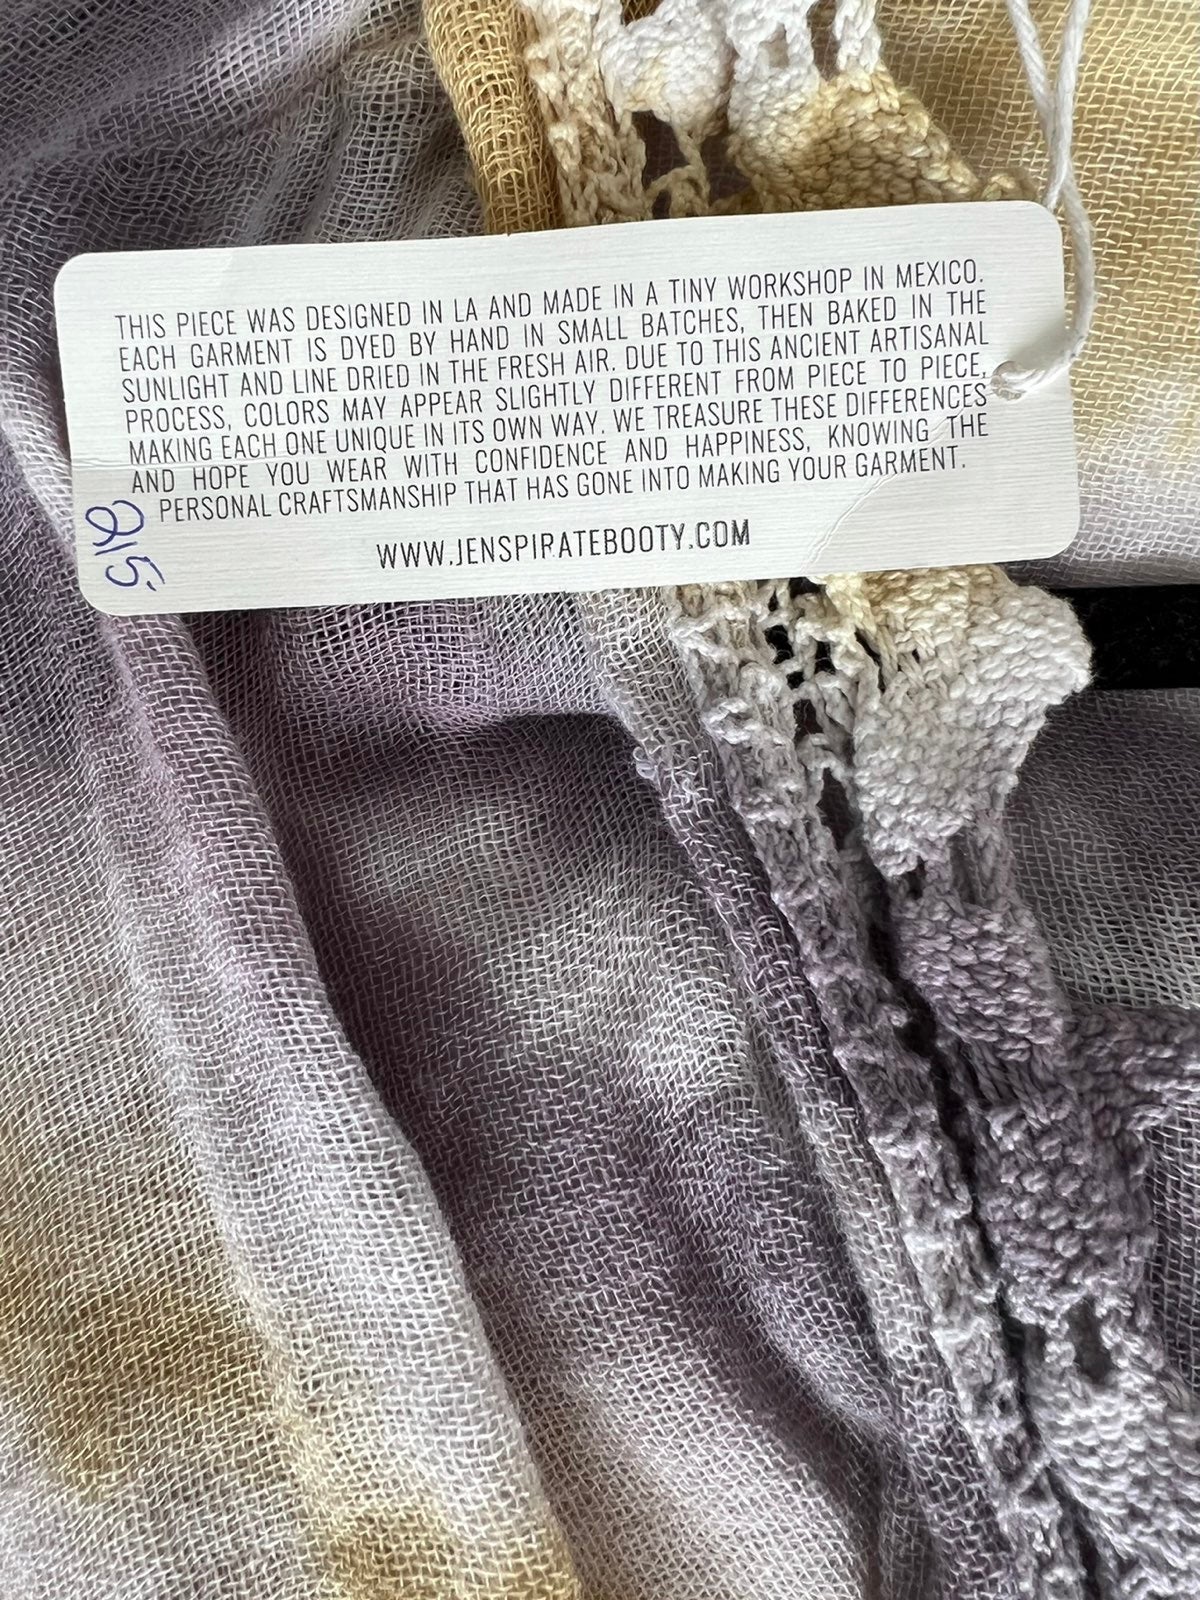 THIS PIECE WAS DESIGNED IN LA AND MADE IN A TINY WORKSHOP IN MEXICO.
EACH GARMENT IS DYED BY HAND IN SMALL BATCHES, THEN BAKED IN THE
SUNLIGHT AND LINE DRIED IN THE FRESH AIR. DUE TO THIS ANCIENT ARTISANAL
PROCESS, COLORS MAY APPEAR SLIGHTLY DIFFERENT FROM PIECE TO PIECE,
MAKING EACH ONE UNIQUE IN ITS OWN WAY. WE TREASURE THESE DIFFERENCES
AND HOPE YOU WEAR WITH CONFIDENCE AND HAPPINESS, KNOWING THE
PERSONAL CRAFTSMANSHIP THAT HAS GONE INTO MAKING YOUR GARMENT.
WWW.JENSPIRATEBOOTY.COM
215